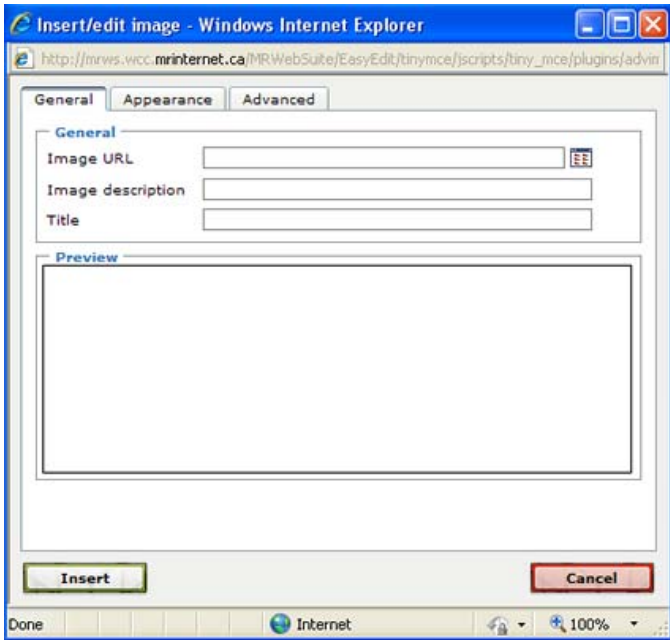 Insert/edit image - Windows Internet Explorer
http://mrws.wcc.mrinternet.ca/MRWebSuite/EasyEdit/tinymce/jscripts/tiny_mce/plugins/advim
General Appearance Advanced
General
Image URL
Image description
Title
Preview
Insert Cancel
Done Internet 100%